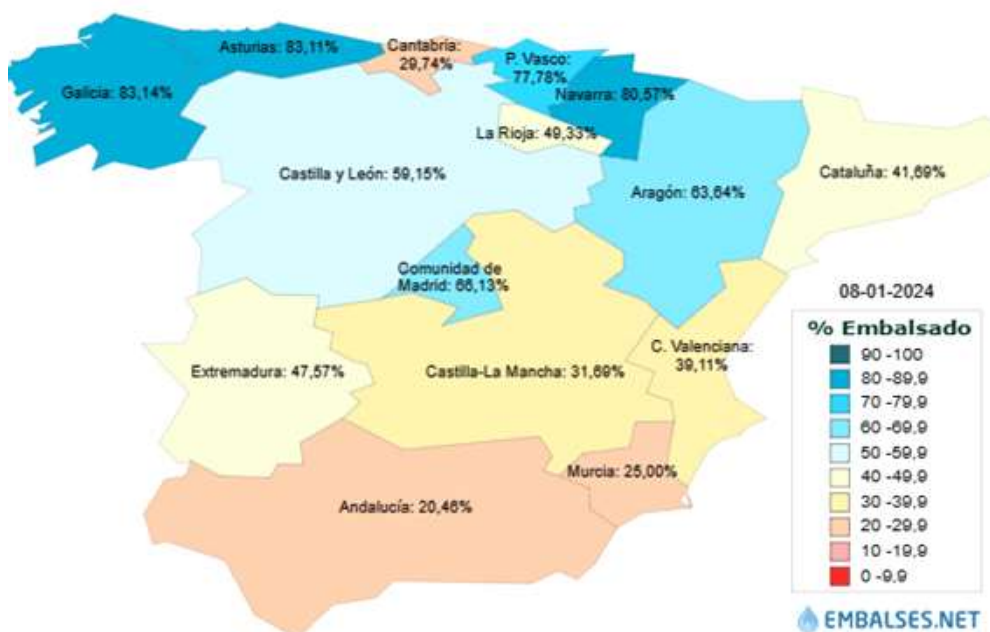 Asturias: 83,11%
Cantabria:
29,74%
P. Vasco:
77,78%
Galicia: 83,14%
Navarra: 80,57%
La Rioja: 49,33%
Castilla y León: 59,15%
Aragón: 63,64%
Cataluña: 41,69%
Comunidad de
Madrid: 66,13%
Extremadura: 47,57%
Castilla-La Mancha: 31,69%
C. Valenciana:
39,11%
Murcia: 25,00%
Andalucía: 20,46%
08-01-2024
% Embalsado
90 -100
80 -89,9
70 -79,9
60 -69,9
50 -59,9
40 -49,9
30 -39,9
20 -29,9
10 -19,9
0 -9,9
EMBALSES.NET